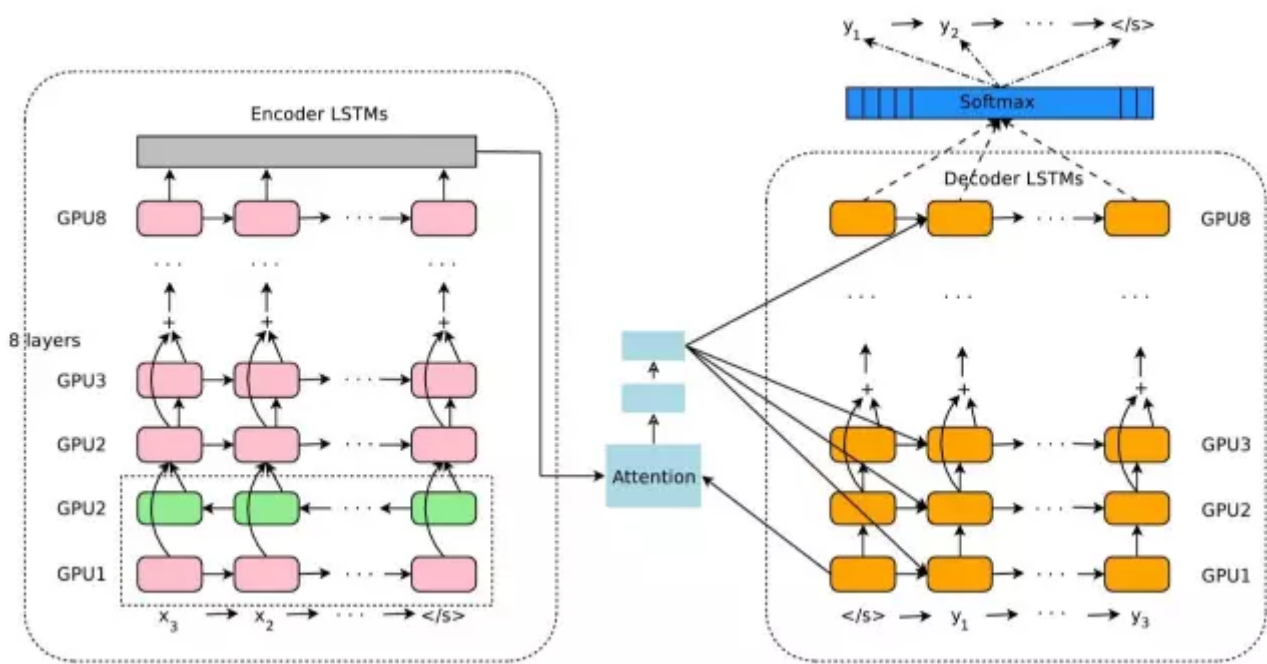 y1 → y2 → ... → </s>
Softmax
Encoder LSTMs
Decoder LSTMs
GPU8
...
...
...
...
8 layers
+
+
+
GPU3
...
GPU2
...
GPU2
...
GPU1
...
x3 → x2 → ... → </s>
Attention
...
GPU8
...
...
...
+
+
+
...
GPU3
...
GPU2
...
GPU1
</s> → y1 → ... → y3